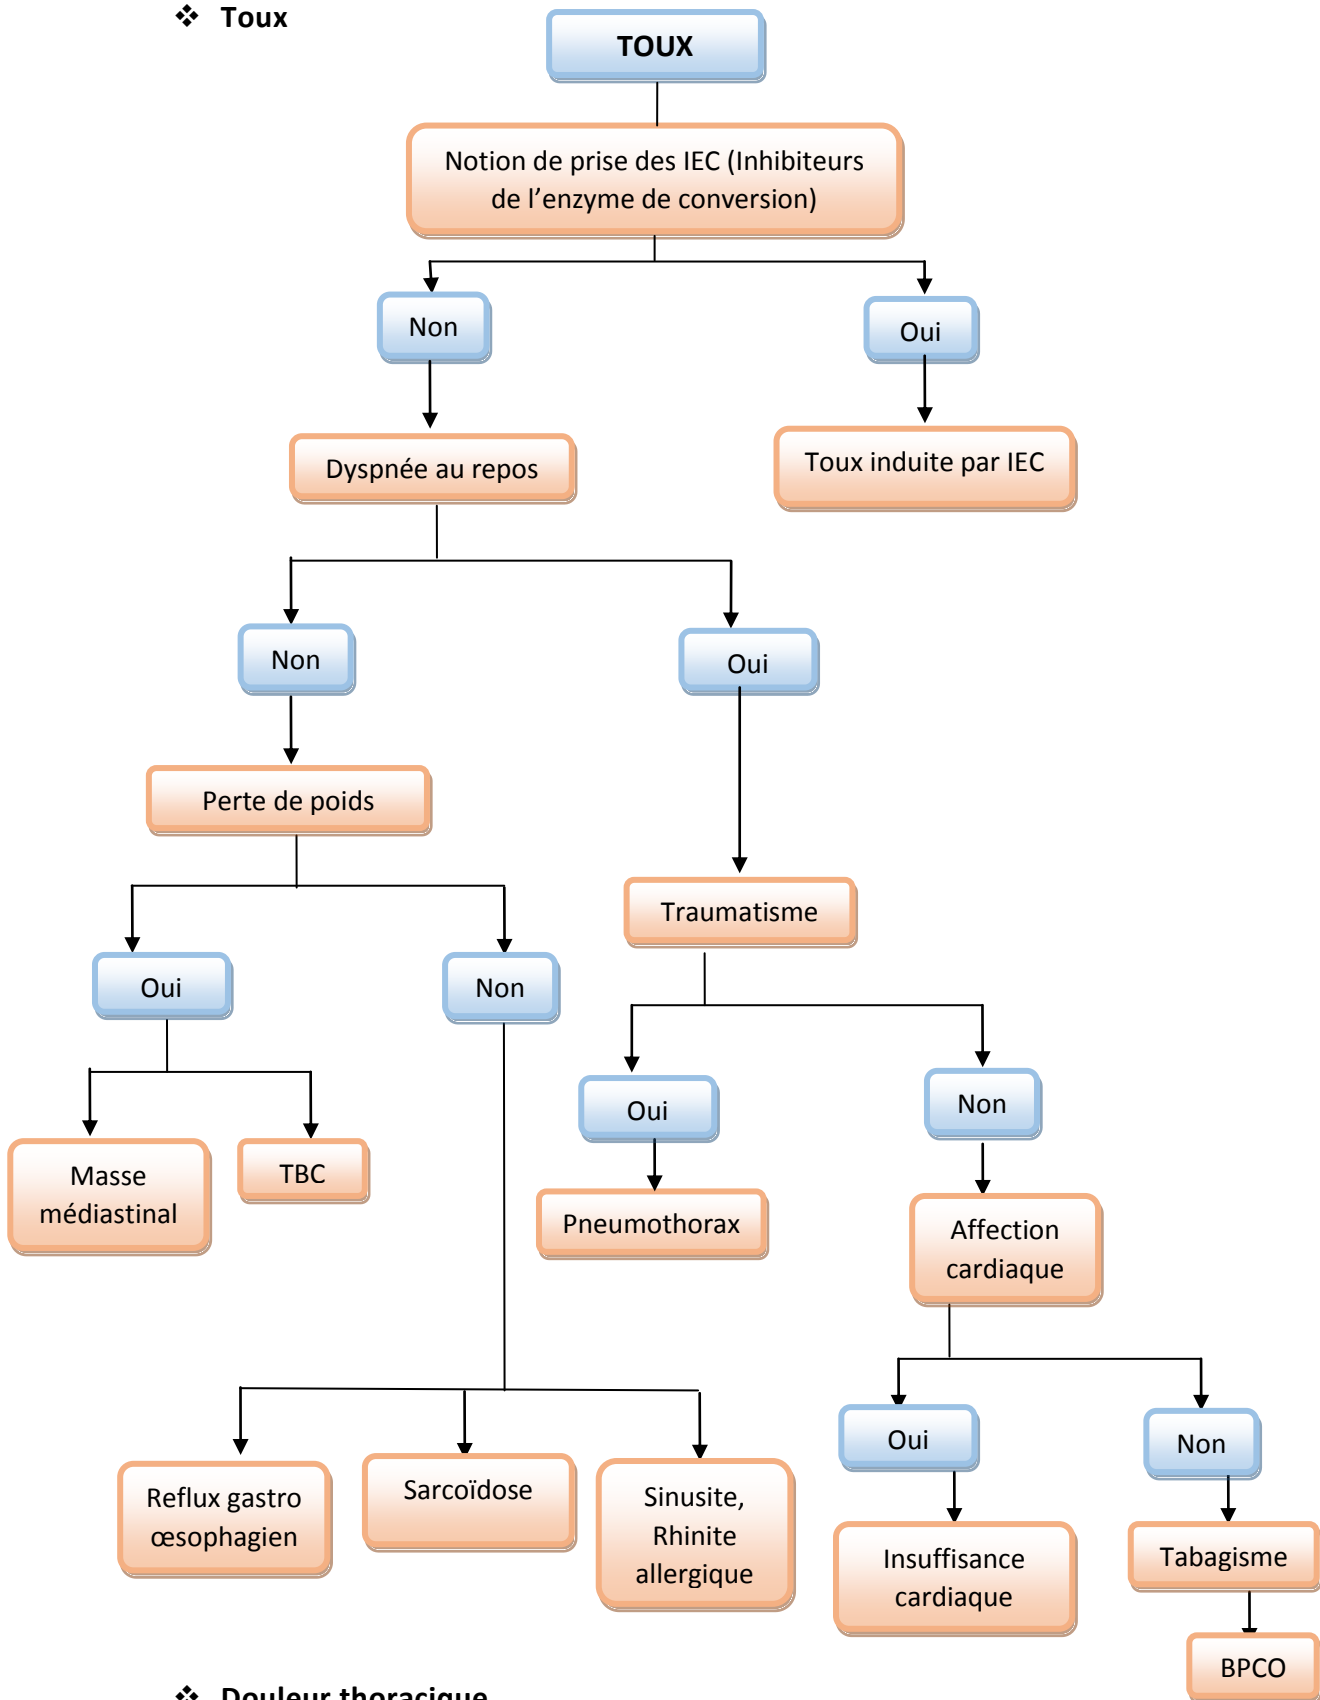 ❖ Toux
TOUX
Notion de prise des IEC (Inhibiteurs
de l'enzyme de conversion)
Non
Oui
Dyspnée au repos
Toux induite par IEC
Non
Oui
Perte de poids
Traumatisme
Oui
Non
Oui
Non
Masse
médiastinal
TBC
Pneumothorax
Affection
cardiaque
Oui
Non
Reflux gastro
œsophagien
Sarcoïdose
Sinusite,
Rhinite
allergique
Insuffisance
cardiaque
Tabagisme
BPCO
❖ Douleur thoracique